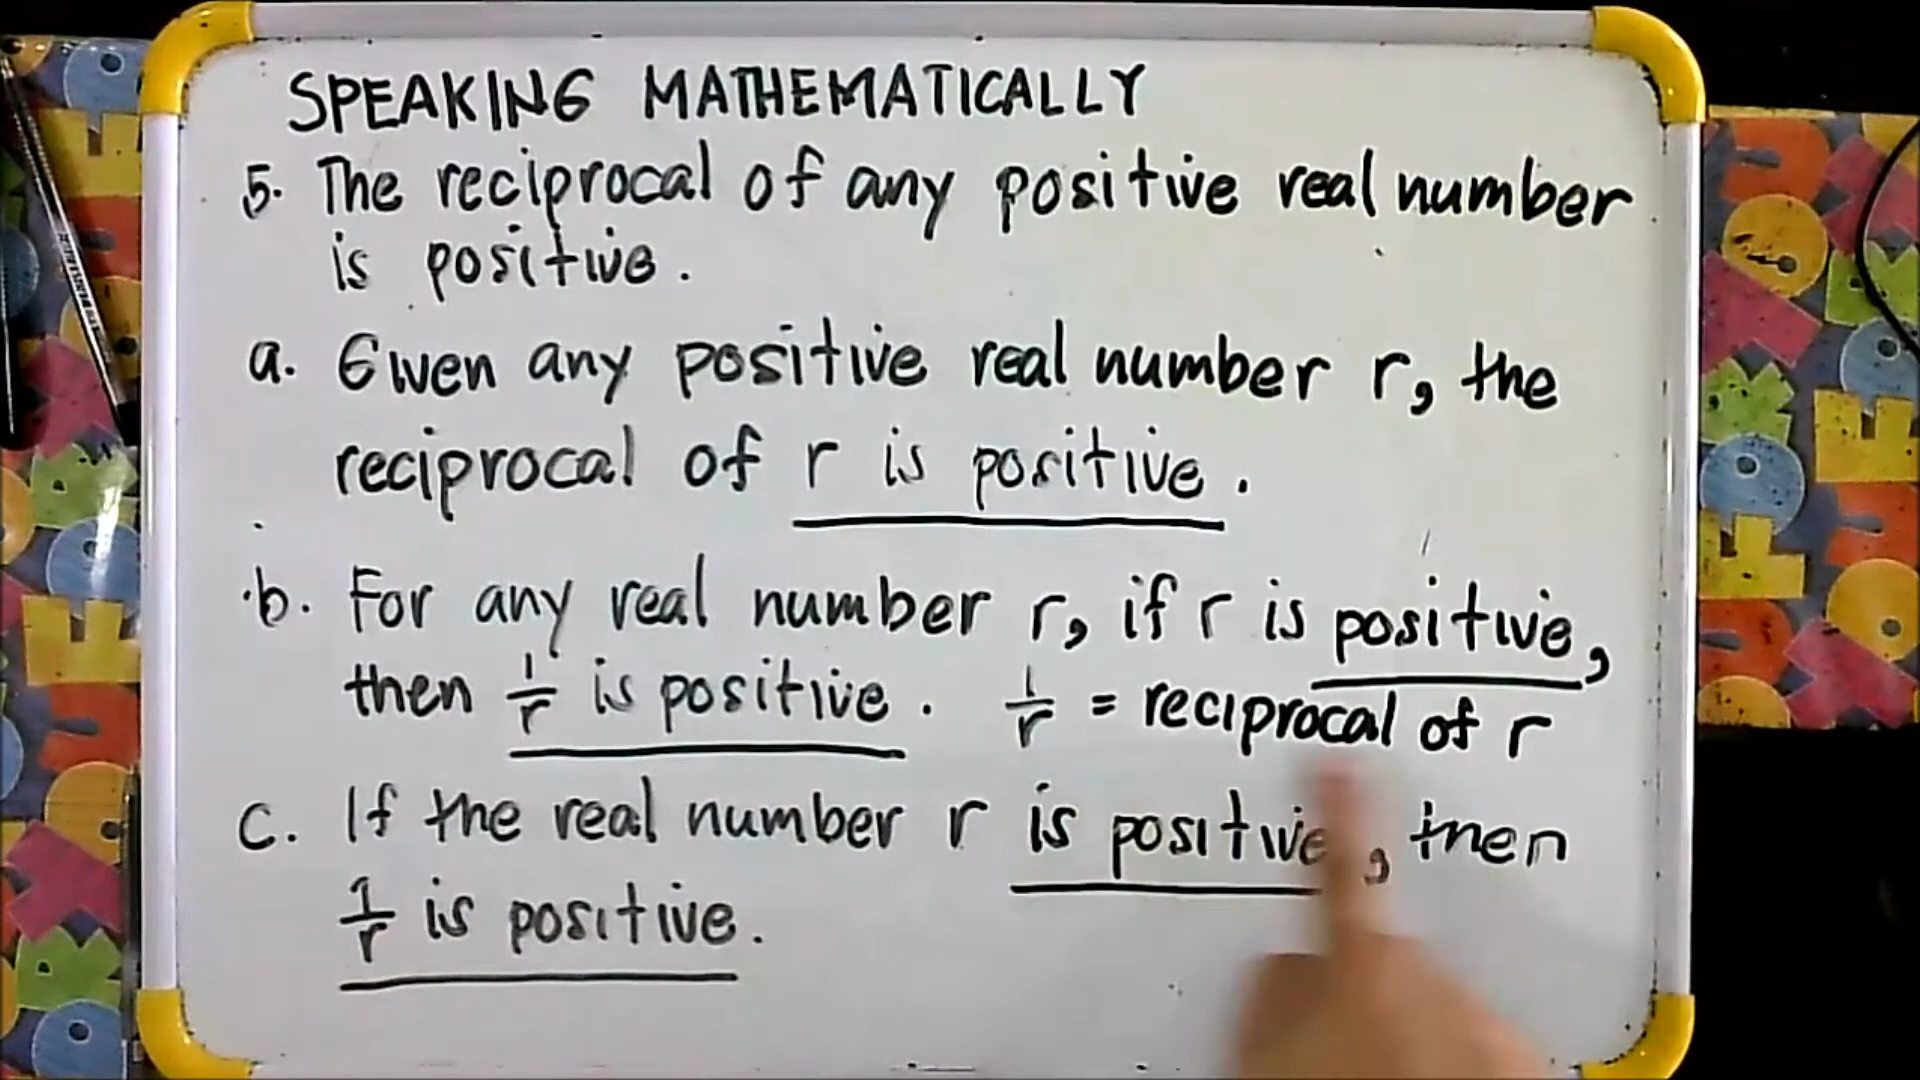 SPEAKING MATHEMATICALLY
5. The reciprocal of any positive real number
is positive.
a. Given any positive real number r, the
reciprocal of r is positive.
b. For any real number r, if r is positive,
then 1/r is positive. 1/r = reciprocal of r
c. If the real number r is positive, then
1/r is positive.